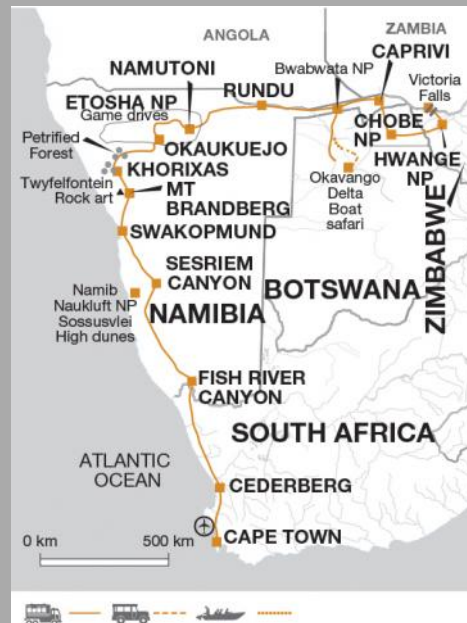 ANGOLA
ZAMBIA
NAMUTONI
Bwabwata NP
CAPRIVI
ETOSHA NP
RUNDU
Victoria
Falls
Game drives
CHOBE
NP
Petrified
Forest
OKAUKUEJO
KHORIXAS
HWANGE
NP
Twyfelfontein
Rock art
MT
BRANDBERG
Okavango
Delta
Boat
safari
ZIMBABWE
SWAKOPMUND
SESRIEM
CANYON
BOTSWANA
Namib
Naukluft NP
Sossusvlei
High dunes
NAMIBIA
FISH RIVER
CANYON
SOUTH AFRICA
ATLANTIC
OCEAN
CEDERBERG
0 km
500 km
CAPE TOWN